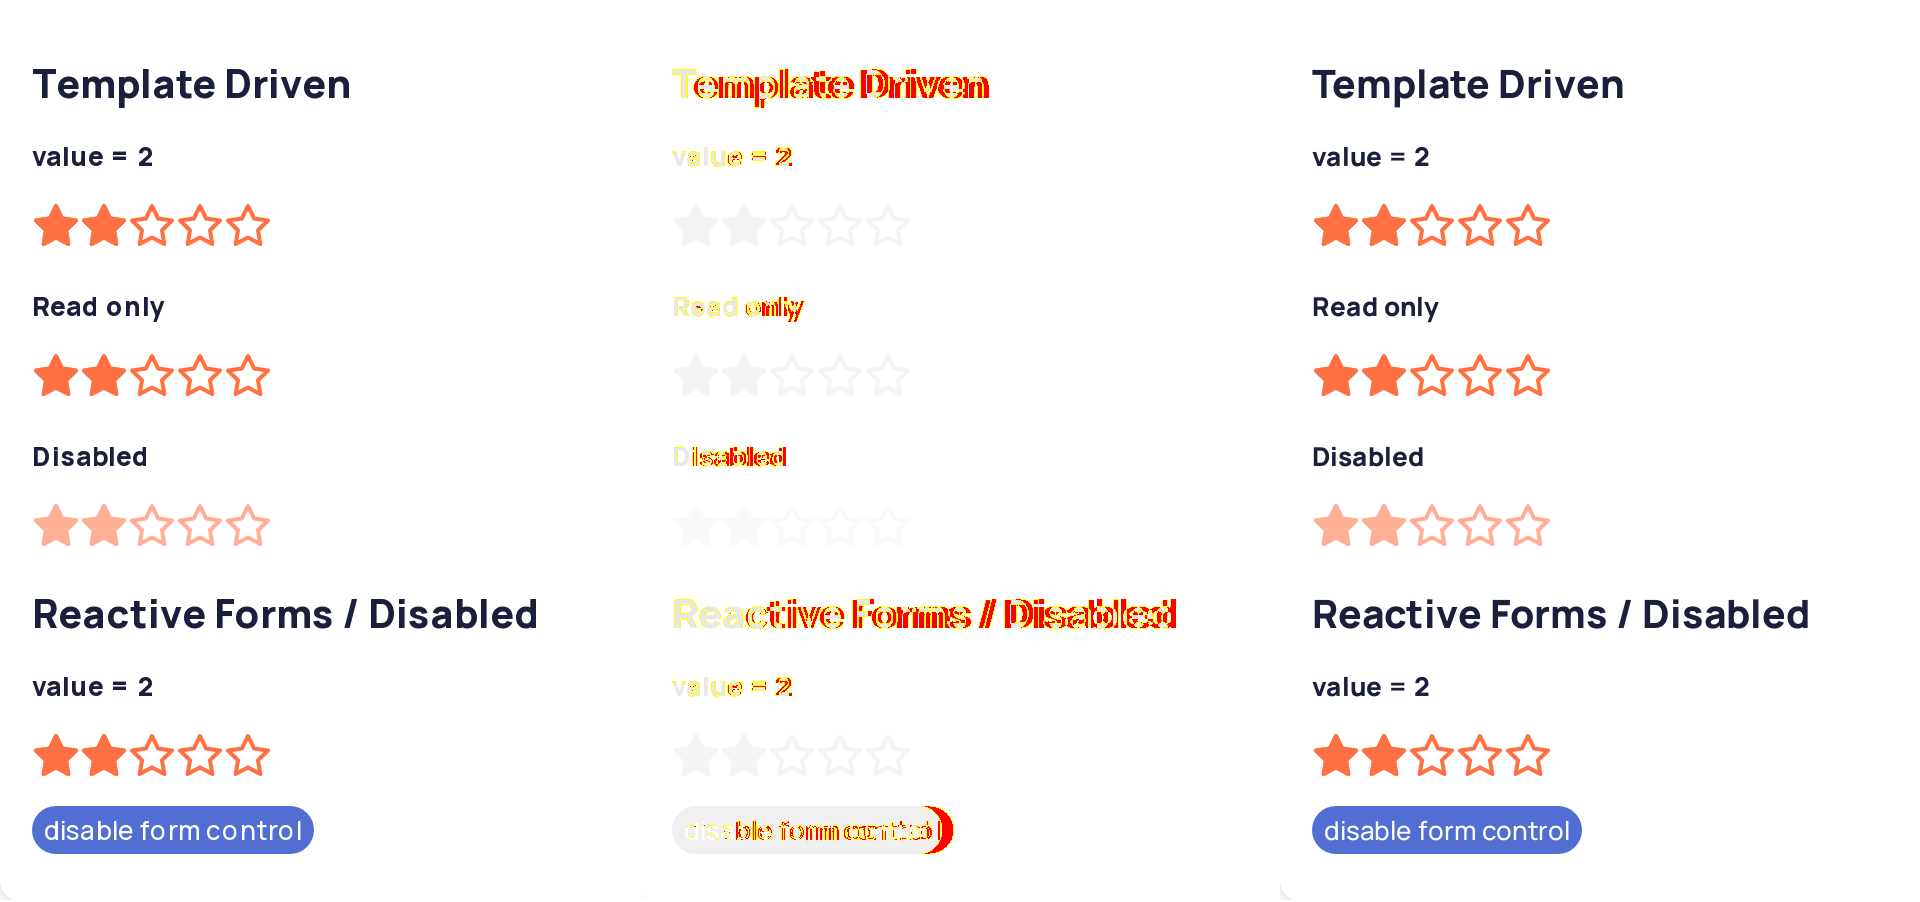 Template Driven
value = 2
Read only
Disabled
Reactive Forms / Disabled
value = 2
disable form control
Template Driven
value = 2
Read only
Disabled
Reactive Forms / Disabled
value = 2
disable form control
Template Driven
value = 2
Read only
Disabled
Reactive Forms / Disabled
value = 2
disable form control